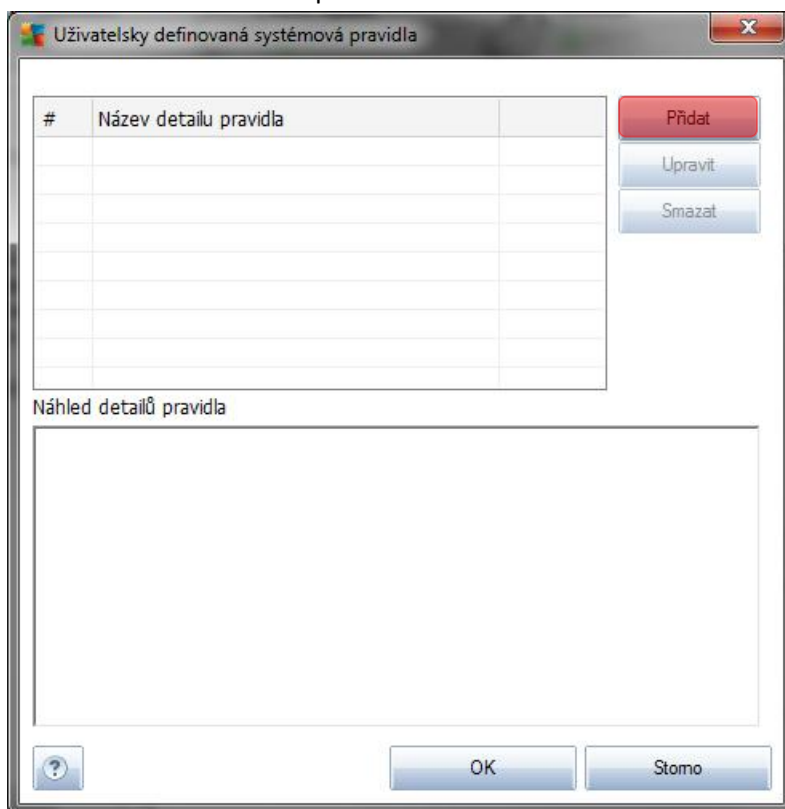 Uživatelsky definovaná systémová pravidla
# Název detailu pravidla
Přidat
Upravit
Smazat
Náhled detailů pravidla
? OK Storno